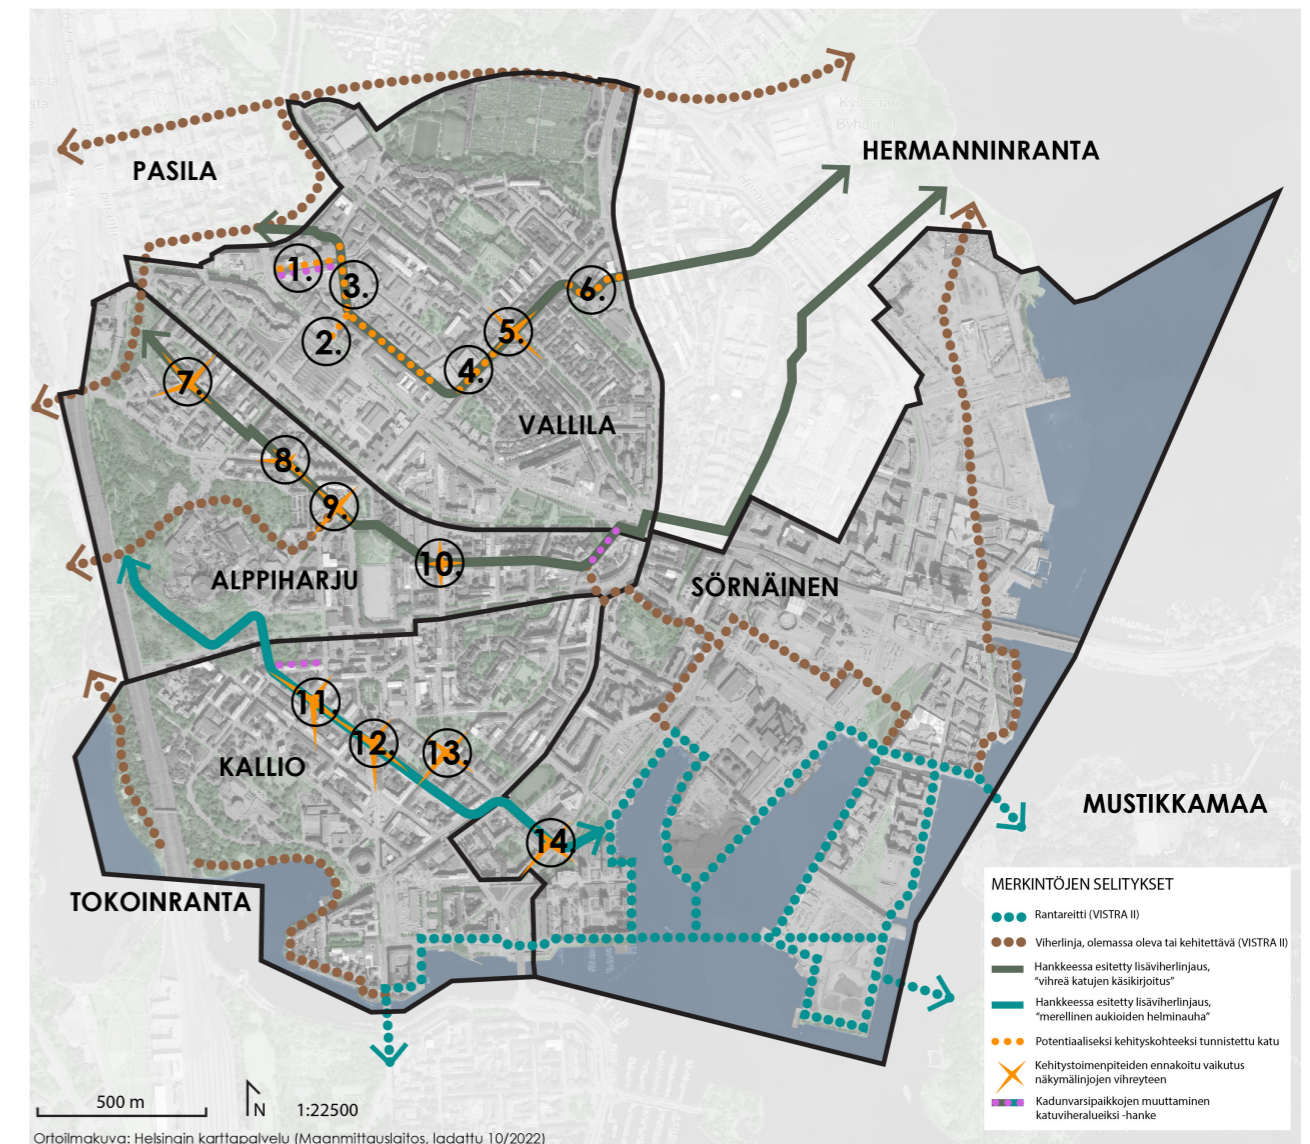 PASILA
HERMANNINRANTA
1.
3.
6.
5.
2.
4.
7.
VALLILA
8.
9.
10.
ALPPIHARJU
SÖRNÄINEN
11.
12.
13.
KALLIO
MUSTIKKAMAA
14.
TOKOINRANTA
MERKINTÖJEN SELITYKSET
Rantareitti (VISTRA II)
Viherlinja, olemassa oleva tai kehitettävä (VISTRA II)
Hankkeessa esitetty lisäviherlinjaus,
"vihreä katujen käsikirjoitus"
Hankkeessa esitetty lisäviherlinjaus,
"merellinen aukioiden helminauha"
Potentiaaliseksi kehityskohteeksi tunnistettu katu
Kehitystoimenpiteiden ennakoitu vaikutus
näkymälinjojen vihreyteen
Kadunvarsipaikkojen muuttaminen
katuviheralueiksi -hanke
500 m
N
1:22500
Ortoilmakuva: Helsingin karttapalvelu (Maanmittauslaitos, ladattu 10/2022)